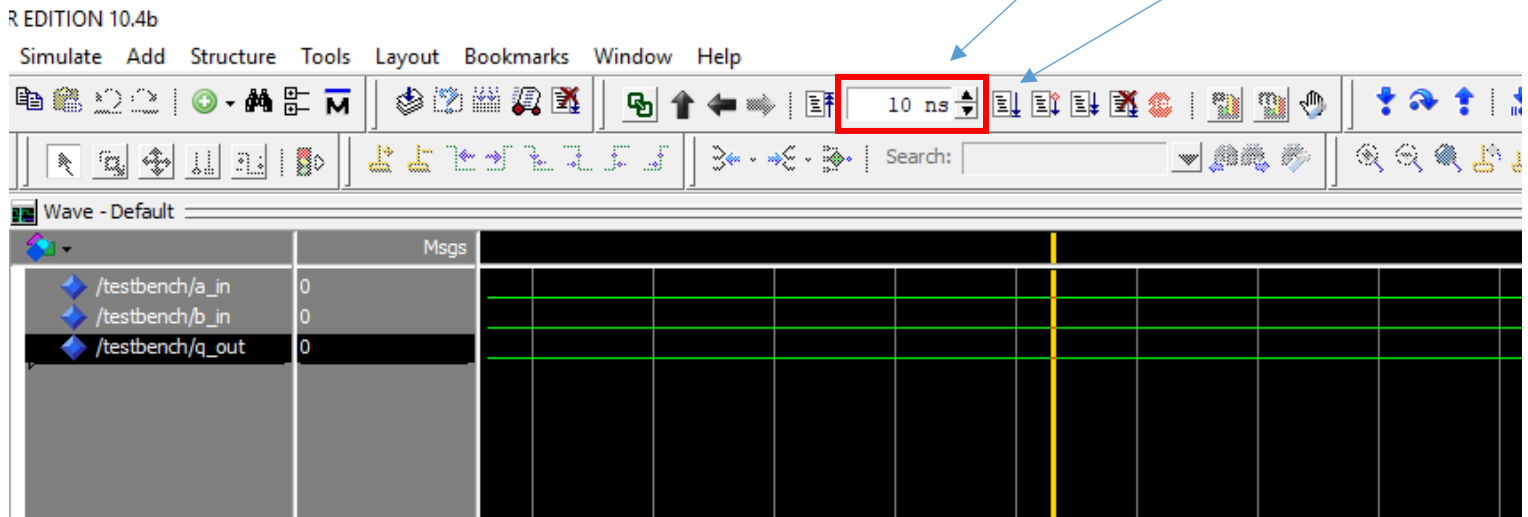 R EDITION 10.4b
Simulate Add Structure Tools Layout Bookmarks Window Help
M 10 ns
Search:
Wave - Default
Msgs
/testbench/a_in 0
/testbench/b_in 0
/testbench/q_out 0